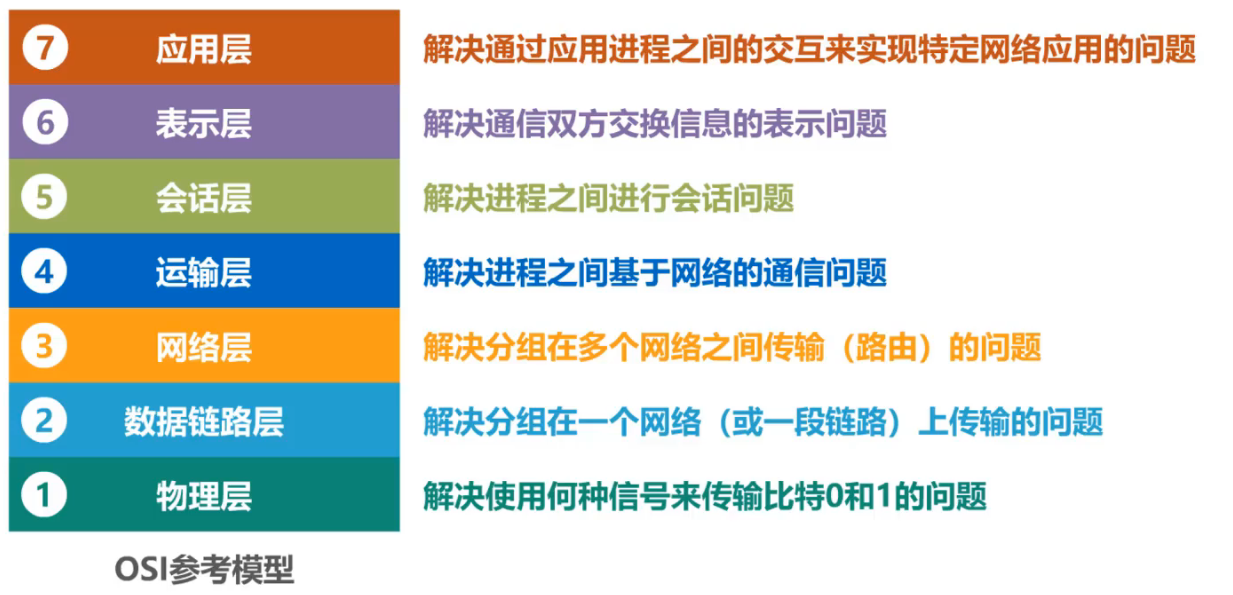 7 应用层 解决通过应用进程之间的交互来实现特定网络应用的问题
6 表示层 解决通信双方交换信息的表示问题
5 会话层 解决进程之间进行会话问题
4 运输层 解决进程之间基于网络的通信问题
3 网络层 解决分组在多个网络之间传输（路由）的问题
2 数据链路层 解决分组在一个网络（或一段链路）上传输的问题
1 物理层 解决使用何种信号来传输比特0和1的问题
OSI参考模型